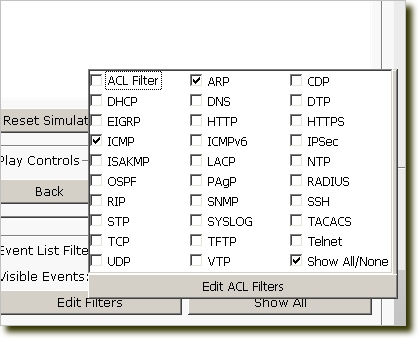 ACL Filter ARP CDP
DHCP DNS DTP
Reset Simulat EIGRP HTTP HTTPS
ICMP ICMPv6 IPSec
Play Controls ISAKMP LACP NTP
OSPF PAgP RADIUS
Back RIP SNMP SSH
STP SYSLOG TACACS
Event List Filte TCP TFTP Telnet
Visible Events: UDP VTP Show All/None
Edit ACL Filters
Edit Filters Show All